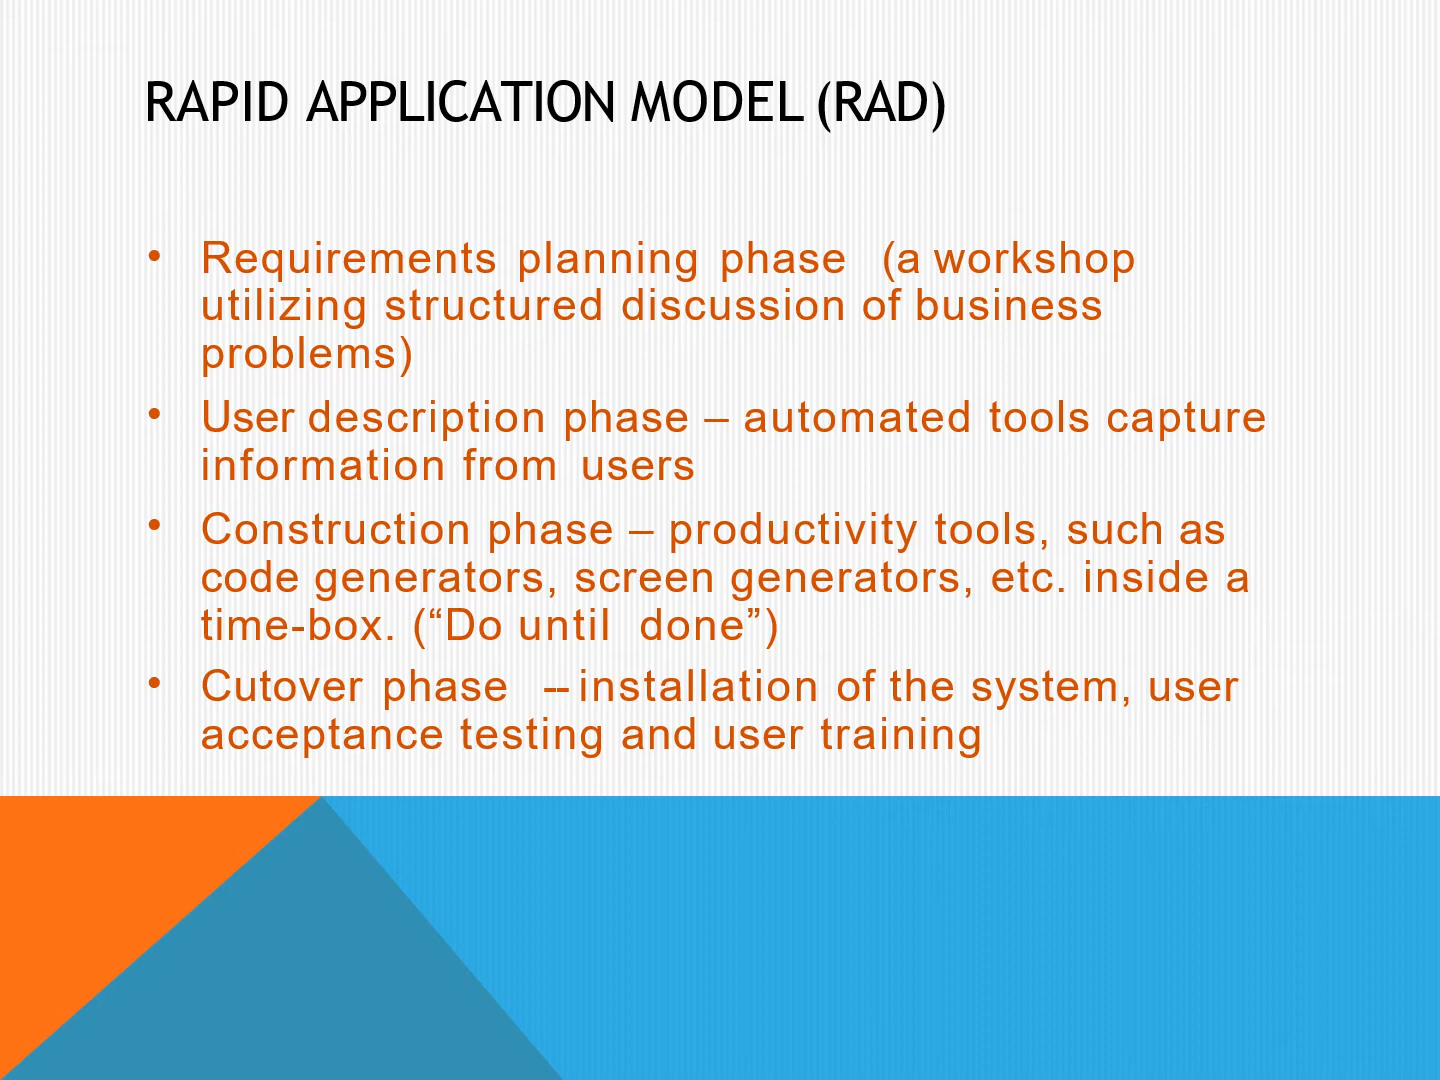 RAPID APPLICATION MODEL (RAD)
• Requirements planning phase (a workshop
utilizing structured discussion of business
problems)
• User description phase – automated tools capture
information from users
• Construction phase – productivity tools, such as
code generators, screen generators, etc. inside a
time-box. (“Do until done”)
• Cutover phase -- installation of the system, user
acceptance testing and user training